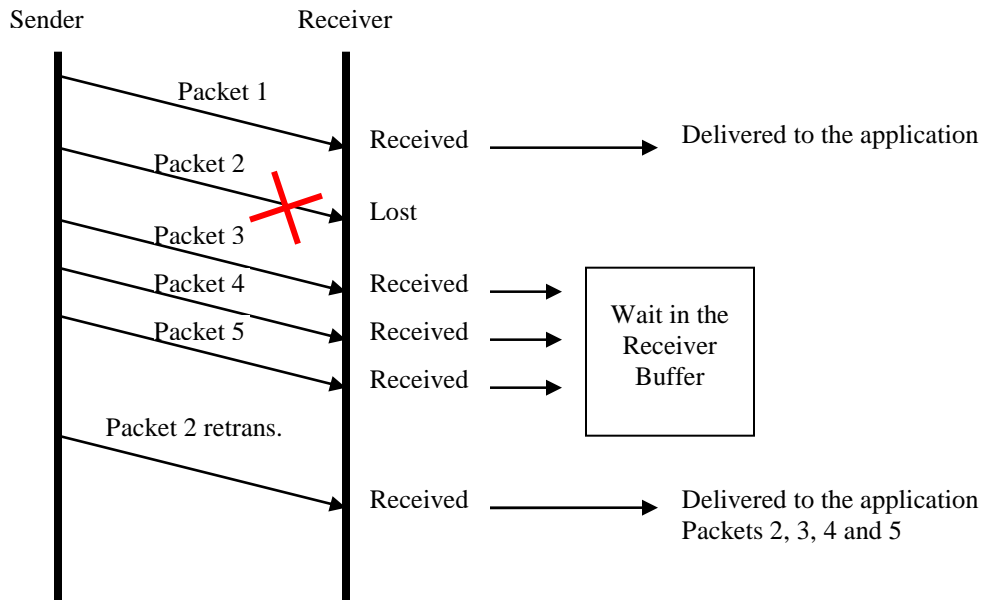 Sender
Receiver
Packet 1
Received
Delivered to the application
Packet 2
Lost
Packet 3
Received
Packet 4
Received
Packet 5
Received
Wait in the
Receiver
Buffer
Packet 2 retrans.
Received
Delivered to the application
Packets 2, 3, 4 and 5